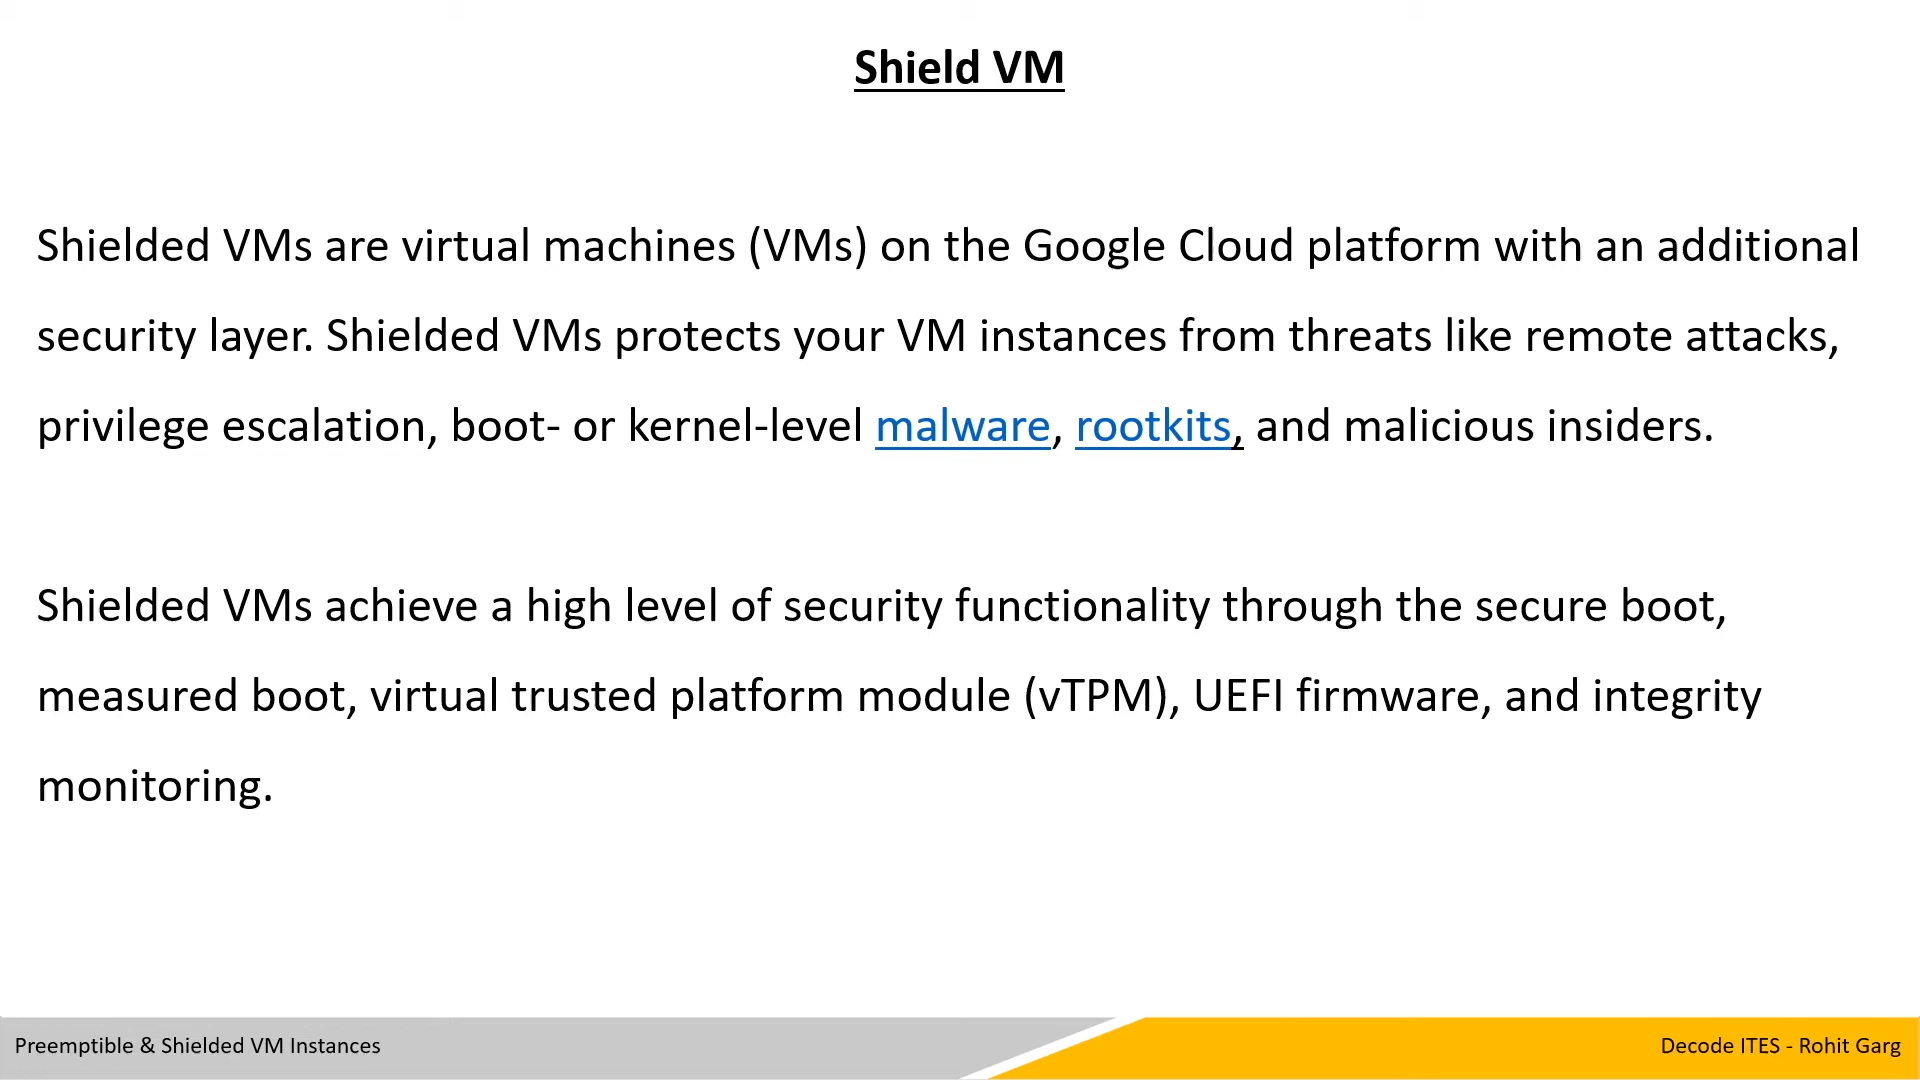 Shield VM
Shielded VMs are virtual machines (VMs) on the Google Cloud platform with an additional
security layer. Shielded VMs protects your VM instances from threats like remote attacks,
privilege escalation, boot- or kernel-level malware, rootkits, and malicious insiders.
Shielded VMs achieve a high level of security functionality through the secure boot,
measured boot, virtual trusted platform module (vTPM), UEFI firmware, and integrity
monitoring.
Preemptible & Shielded VM Instances
Decode ITES - Rohit Garg